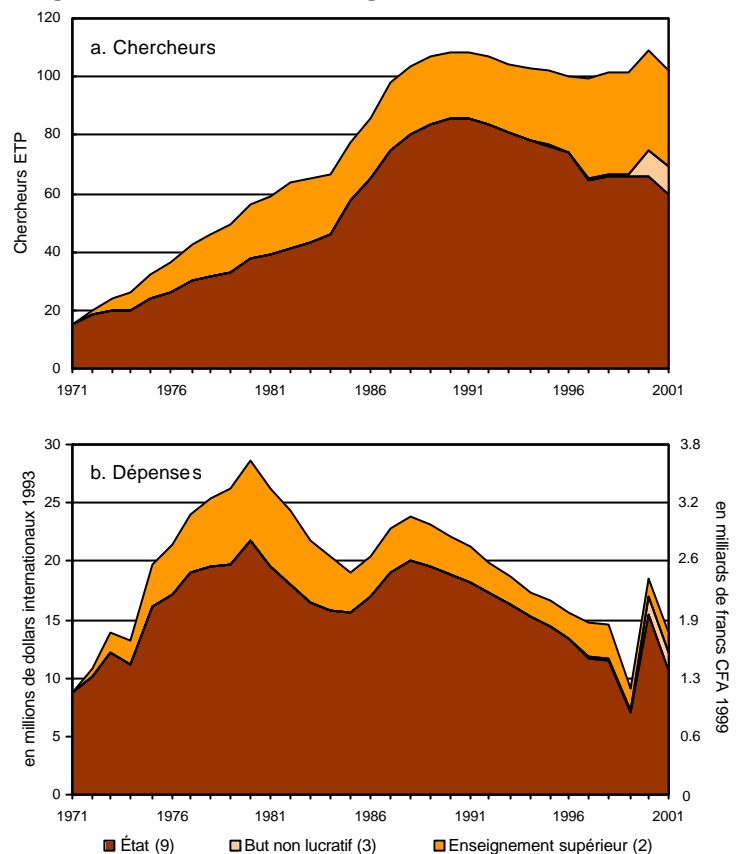 120
a. Chercheurs
100
80
60
40
20
0
Chercheurs ETP
1971 1976 1981 1986 1991 1996 2001
30 3.8
b. Dépenses
25 3.2
20 2.6
15 1.9
10 1.3
5 0.6
0 0
en millions de dollars internationaux 1993
en milliards de francs CFA 1999
1971 1976 1981 1986 1991 1996 2001
État (9) But non lucratif (3) Enseignement supérieur (2)